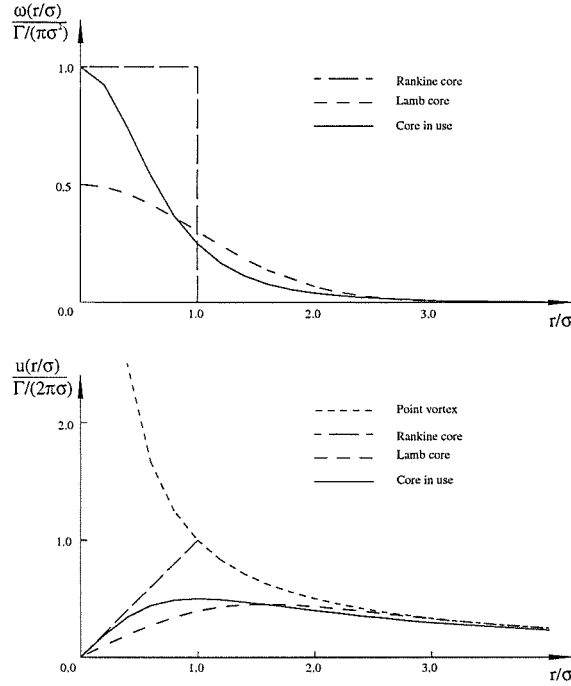 ω(r/σ)
Γ/(πσ²)
1.0
0.5
0.0
1.0
2.0
3.0
r/σ
Rankine core
Lamb core
Core in use
u(r/σ)
Γ/(2πσ)
2.0
1.0
0.0
1.0
2.0
3.0
r/σ
Point vortex
Rankine core
Lamb core
Core in use